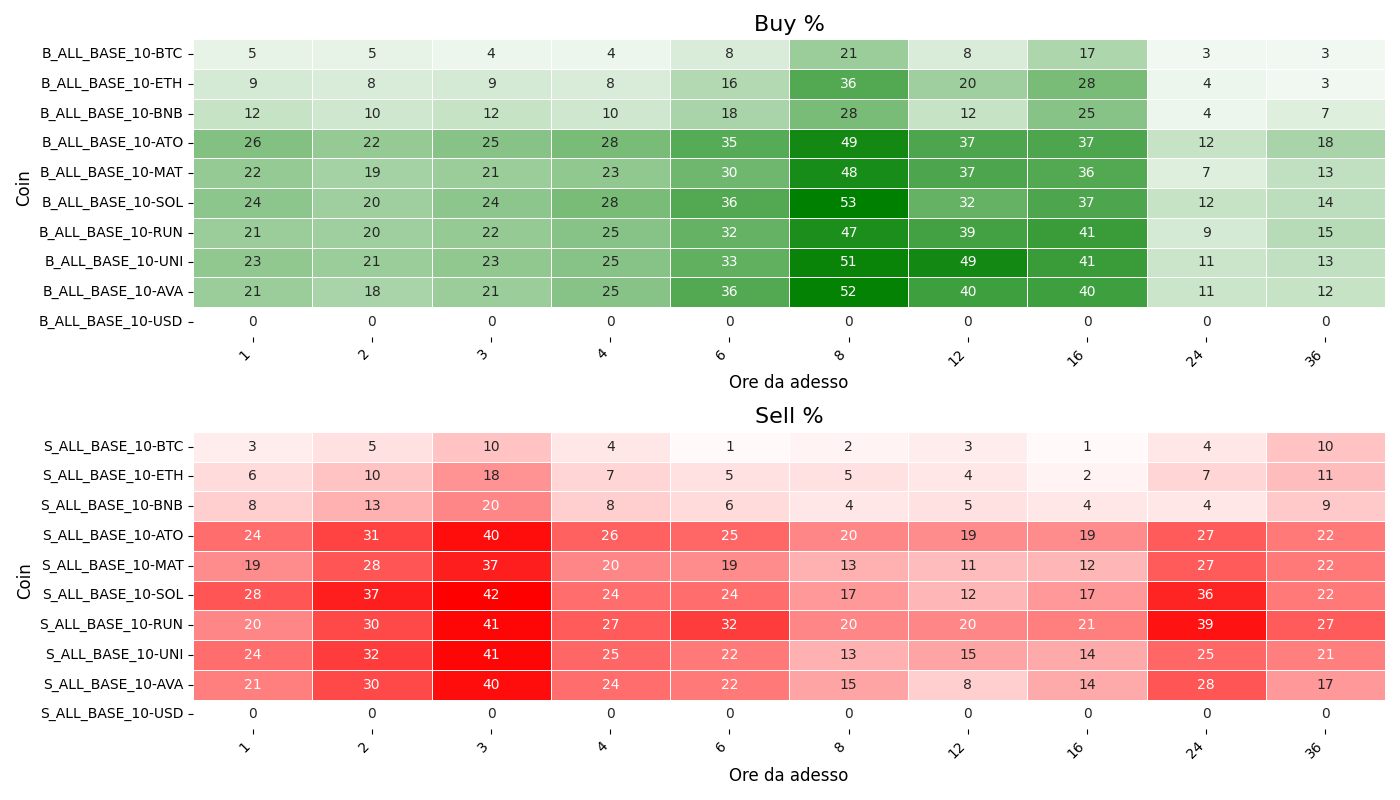 Buy %
Coin
B_ALL_BASE_10-BTC 5 5 4 4 8 21 8 17 3 3
B_ALL_BASE_10-ETH 9 8 9 8 16 36 20 28 4 3
B_ALL_BASE_10-BNB 12 10 12 10 18 28 12 25 4 7
B_ALL_BASE_10-ATO 26 22 25 28 35 49 37 37 12 18
B_ALL_BASE_10-MAT 22 19 21 23 30 48 37 36 7 13
B_ALL_BASE_10-SOL 24 20 24 28 36 53 32 37 12 14
B_ALL_BASE_10-RUN 21 20 22 25 32 47 39 41 9 15
B_ALL_BASE_10-UNI 23 21 23 25 33 51 49 41 11 13
B_ALL_BASE_10-AVA 21 18 21 25 36 52 40 40 11 12
B_ALL_BASE_10-USD 0 0 0 0 0 0 0 0 0 0
1 2 3 4 6 8 12 16 24 36
Ore da adesso
Sell %
Coin
S_ALL_BASE_10-BTC 3 5 10 4 1 2 3 1 4 10
S_ALL_BASE_10-ETH 6 10 18 7 5 5 4 2 7 11
S_ALL_BASE_10-BNB 8 13 20 8 6 4 5 4 4 9
S_ALL_BASE_10-ATO 24 31 40 26 25 20 19 19 27 22
S_ALL_BASE_10-MAT 19 28 37 20 19 13 11 12 27 22
S_ALL_BASE_10-SOL 28 37 42 24 24 17 12 17 36 22
S_ALL_BASE_10-RUN 20 30 41 27 32 20 20 21 39 27
S_ALL_BASE_10-UNI 24 32 41 25 22 13 15 14 25 21
S_ALL_BASE_10-AVA 21 30 40 24 22 15 8 14 28 17
S_ALL_BASE_10-USD 0 0 0 0 0 0 0 0 0 0
1 2 3 4 6 8 12 16 24 36
Ore da adesso